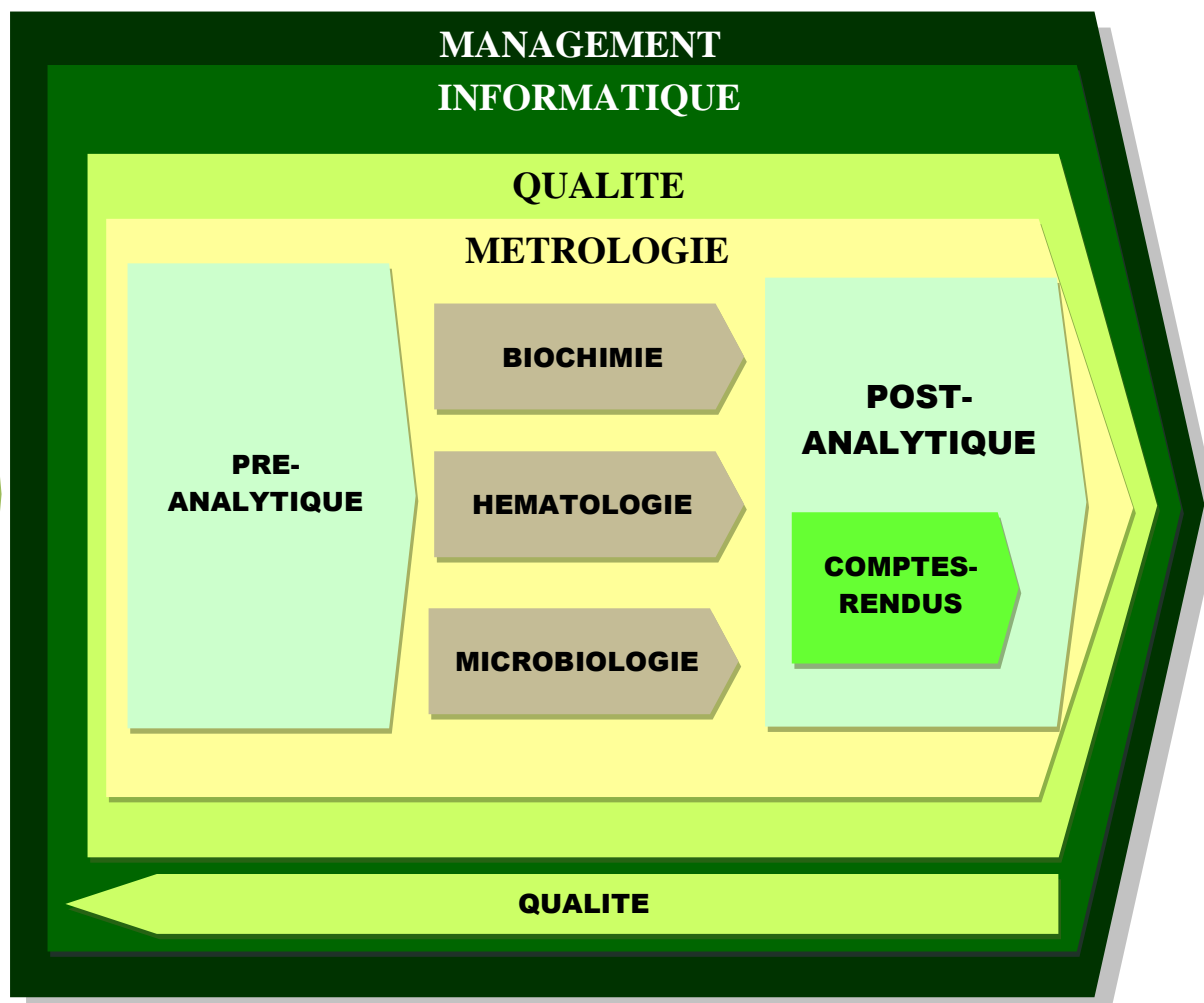 MANAGEMENT
INFORMATIQUE
QUALITE
METROLOGIE
PRE-
ANALYTIQUE
BIOCHIMIE
HEMATOLOGIE
MICROBIOLOGIE
POST-
ANALYTIQUE
COMPTES-
RENDUS
QUALITE